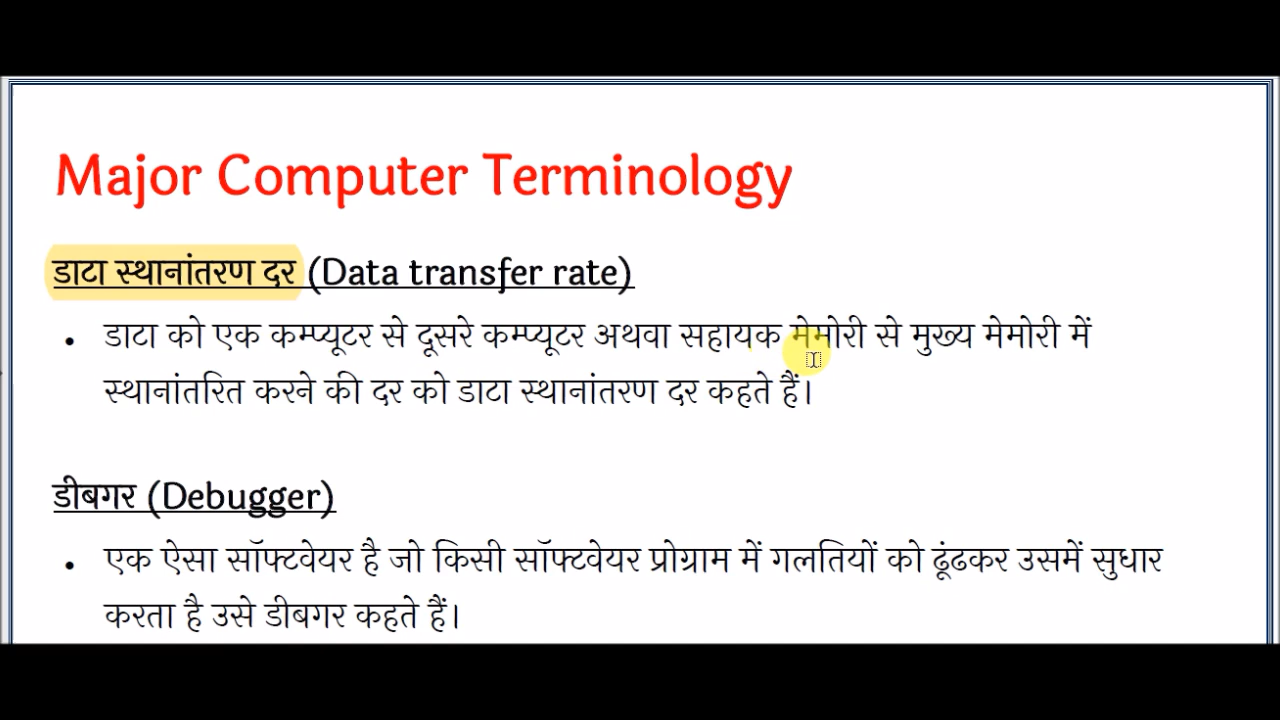 Major Computer Terminology
डाटा स्थानांतरण दर (Data transfer rate)
• डाटा को एक कम्प्यूटर से दूसरे कम्प्यूटर अथवा सहायक मेमोरी से मुख्य मेमोरी में
स्थानांतरित करने की दर को डाटा स्थानांतरण दर कहते हैं।
डीबगर (Debugger)
• एक ऐसा सॉफ्टवेयर है जो किसी सॉफ्टवेयर प्रोग्राम में गलतियों को ढूंढकर उसमें सुधार
करता है उसे डीबगर कहते हैं।